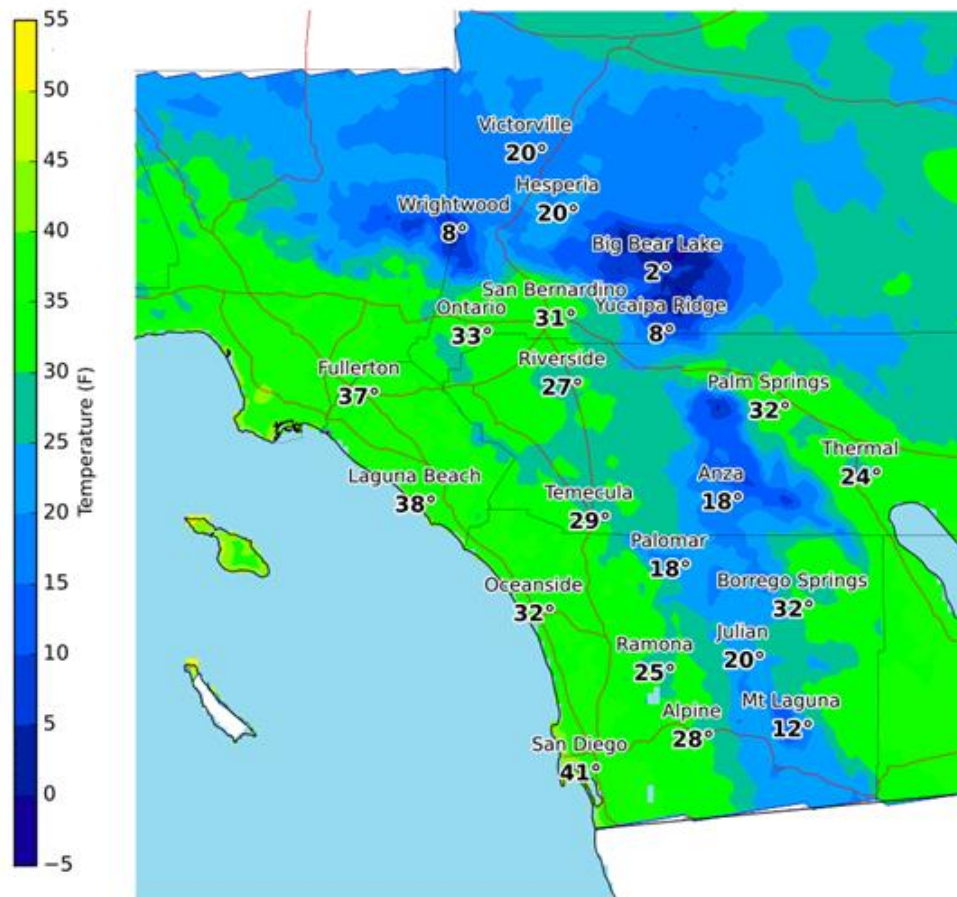 55
50
45
40
35
30
25
20
15
10
5
0
−5
Temperature (F)
Victorville
20°
Hesperia
20°
Wrightwood
8°
Big Bear Lake
2°
San Bernardino
31°
Yucaipa Ridge
8°
Ontario
33°
Riverside
27°
Fullerton
37°
Palm Springs
32°
Thermal
24°
Laguna Beach
38°
Anza
18°
Temecula
29°
Palomar
18°
Oceanside
32°
Borrego Springs
32°
Julian
20°
Ramona
25°
Mt Laguna
12°
Alpine
28°
San Diego
41°